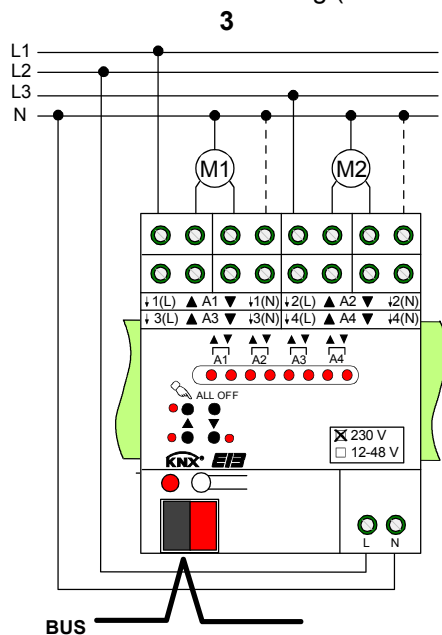 3
L1
L2
L3
N
M1 M2
↓1(L) ▲ A1 ▼ ↓1(N) ↓2(L) ▲ A2 ▼ ↓2(N)
↓3(L) ▲ A3 ▼ ↓3(N) ↓4(L) ▲ A4 ▼ ↓4(N)
▲ ▼ ▲ ▼ ▲ ▼ ▲ ▼
A1 A2 A3 A4
ALL OFF
▲ ▼
KNX® EIB
☒ 230 V
☐ 12-48 V
L N
BUS